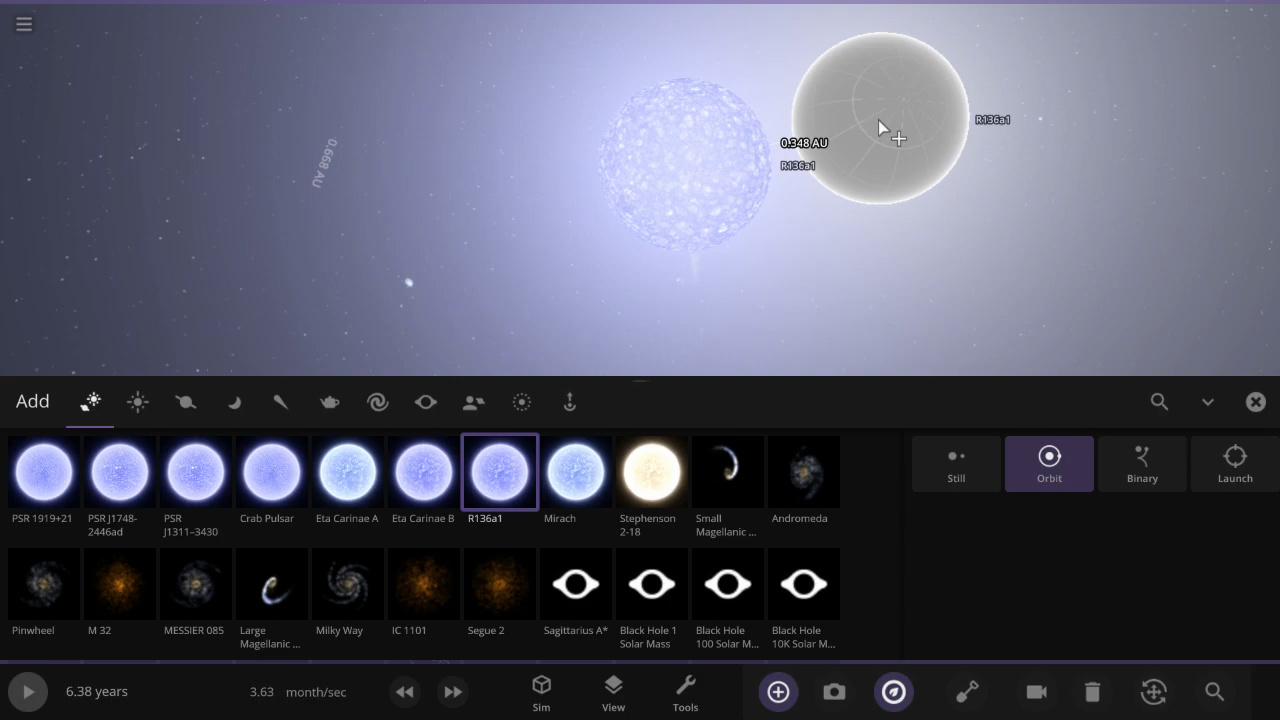 0.668 AU
0.348 AU
R136a1
R136a1
Add
PSR 1919+21
PSR J1748-
2446ad
PSR
J1311–3430
Crab Pulsar
Eta Carinae A
Eta Carinae B
R136a1
Mirach
Stephenson
2-18
Small
Magellanic ...
Andromeda
Still
Orbit
Binary
Launch
Pinwheel
M 32
MESSIER 085
Large
Magellanic ...
Milky Way
IC 1101
Segue 2
Sagittarius A*
Black Hole 1
Solar Mass
Black Hole
100 Solar M...
Black Hole
10K Solar M...
6.38 years
3.63 month/sec
Sim
View
Tools